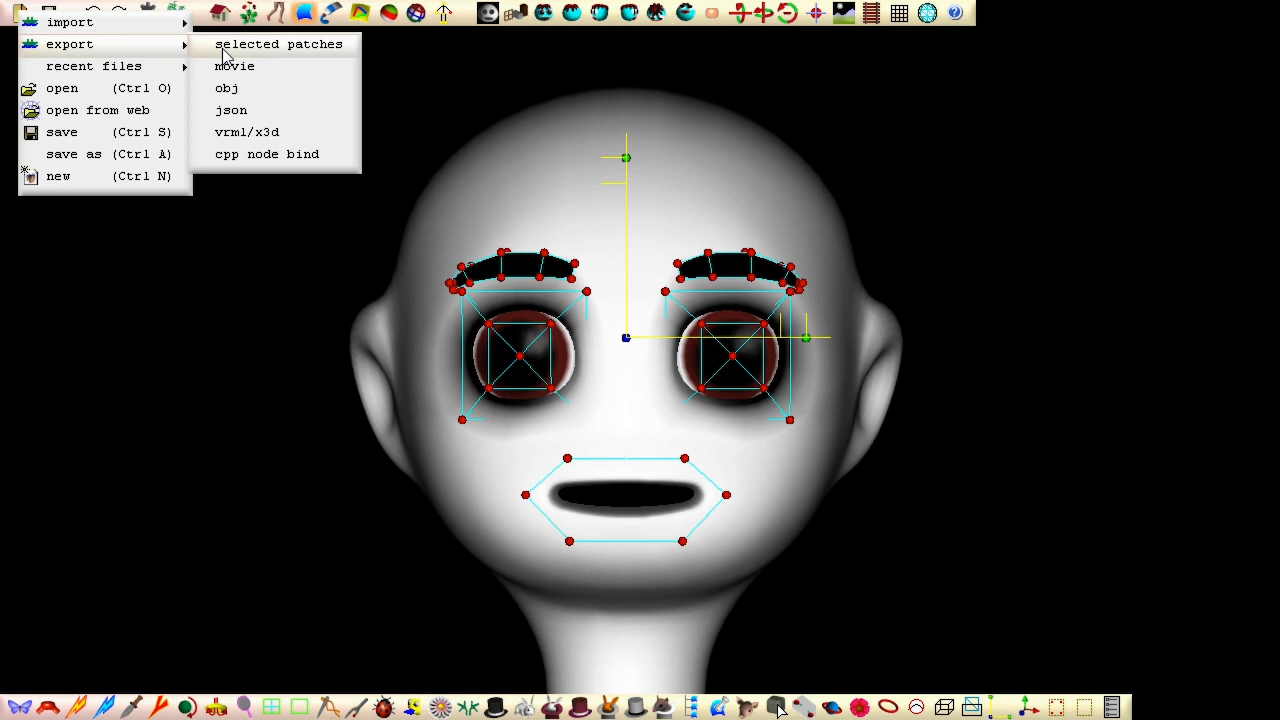 import
export
recent files
open (Ctrl O)
open from web
save (Ctrl S)
save as (Ctrl A)
new (Ctrl N)
selected patches
movie
obj
json
vrml/x3d
cpp node bind